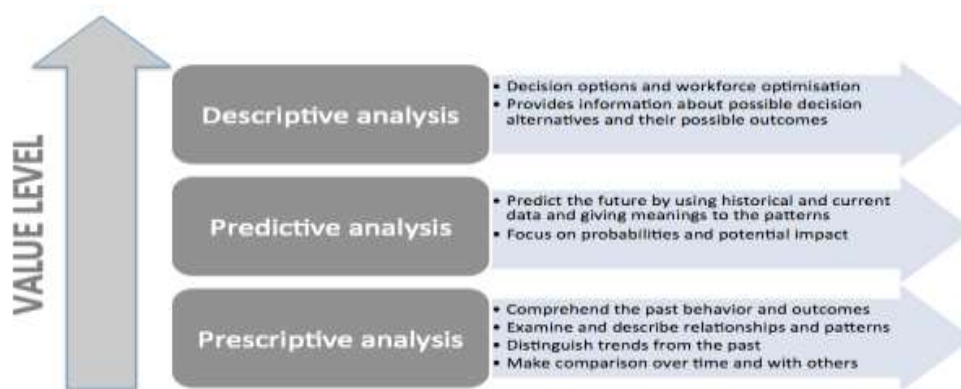 VALUE LEVEL
Descriptive analysis
• Decision options and workforce optimisation
• Provides information about possible decision
alternatives and their possible outcomes
Predictive analysis
• Predict the future by using historical and current
data and giving meanings to the patterns
• Focus on probabilities and potential impact
Prescriptive analysis
• Comprehend the past behavior and outcomes
• Examine and describe relationships and patterns
• Distinguish trends from the past
• Make comparison over time and with others